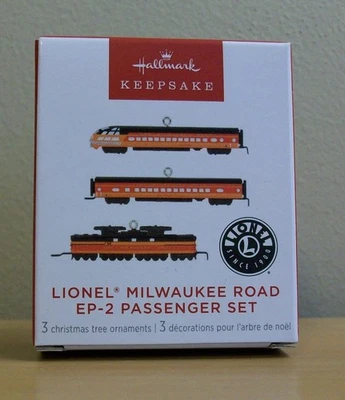 Hallmark
KEEPSAKE
LIONEL
SINCE 1900
LIONEL® MILWAUKEE ROAD
EP-2 PASSENGER SET
3 christmas tree ornaments | 3 décorations pour l'arbre de noël